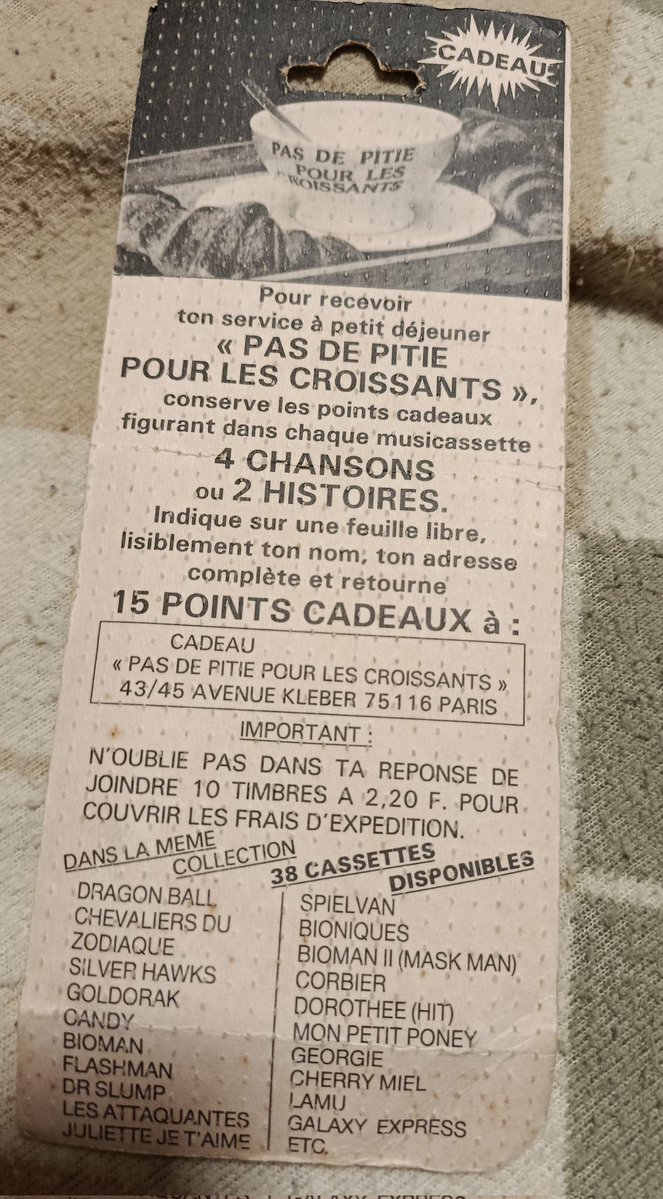 CADEAU
PAS DE PITIE
POUR LES
CROISSANTS
Pour recevoir
ton service à petit déjeuner
« PAS DE PITIE
POUR LES CROISSANTS »,
conserve les points cadeaux
figurant dans chaque musicassette
4 CHANSONS
ou 2 HISTOIRES.
Indique sur une feuille libre,
lisiblement ton nom, ton adresse
complète et retourne
15 POINTS CADEAUX à :
CADEAU
« PAS DE PITIE POUR LES CROISSANTS »
43/45 AVENUE KLEBER 75116 PARIS
IMPORTANT :
N'OUBLIE PAS DANS TA REPONSE DE
JOINDRE 10 TIMBRES A 2,20 F. POUR
COUVRIR LES FRAIS D'EXPEDITION.
DANS LA MEME
COLLECTION
38 CASSETTES
DISPONIBLES
DRAGON BALL
CHEVALIERS DU
ZODIAQUE
SILVER HAWKS
GOLDORAK
CANDY
BIOMAN
FLASHMAN
DR SLUMP
LES ATTAQUANTES
JULIETTE JE T'AIME
SPIELVAN
BIONIQUES
BIOMAN II (MASK MAN)
CORBIER
DOROTHEE (HIT)
MON PETIT PONEY
GEORGIE
CHERRY MIEL
LAMU
GALAXY EXPRESS
ETC.